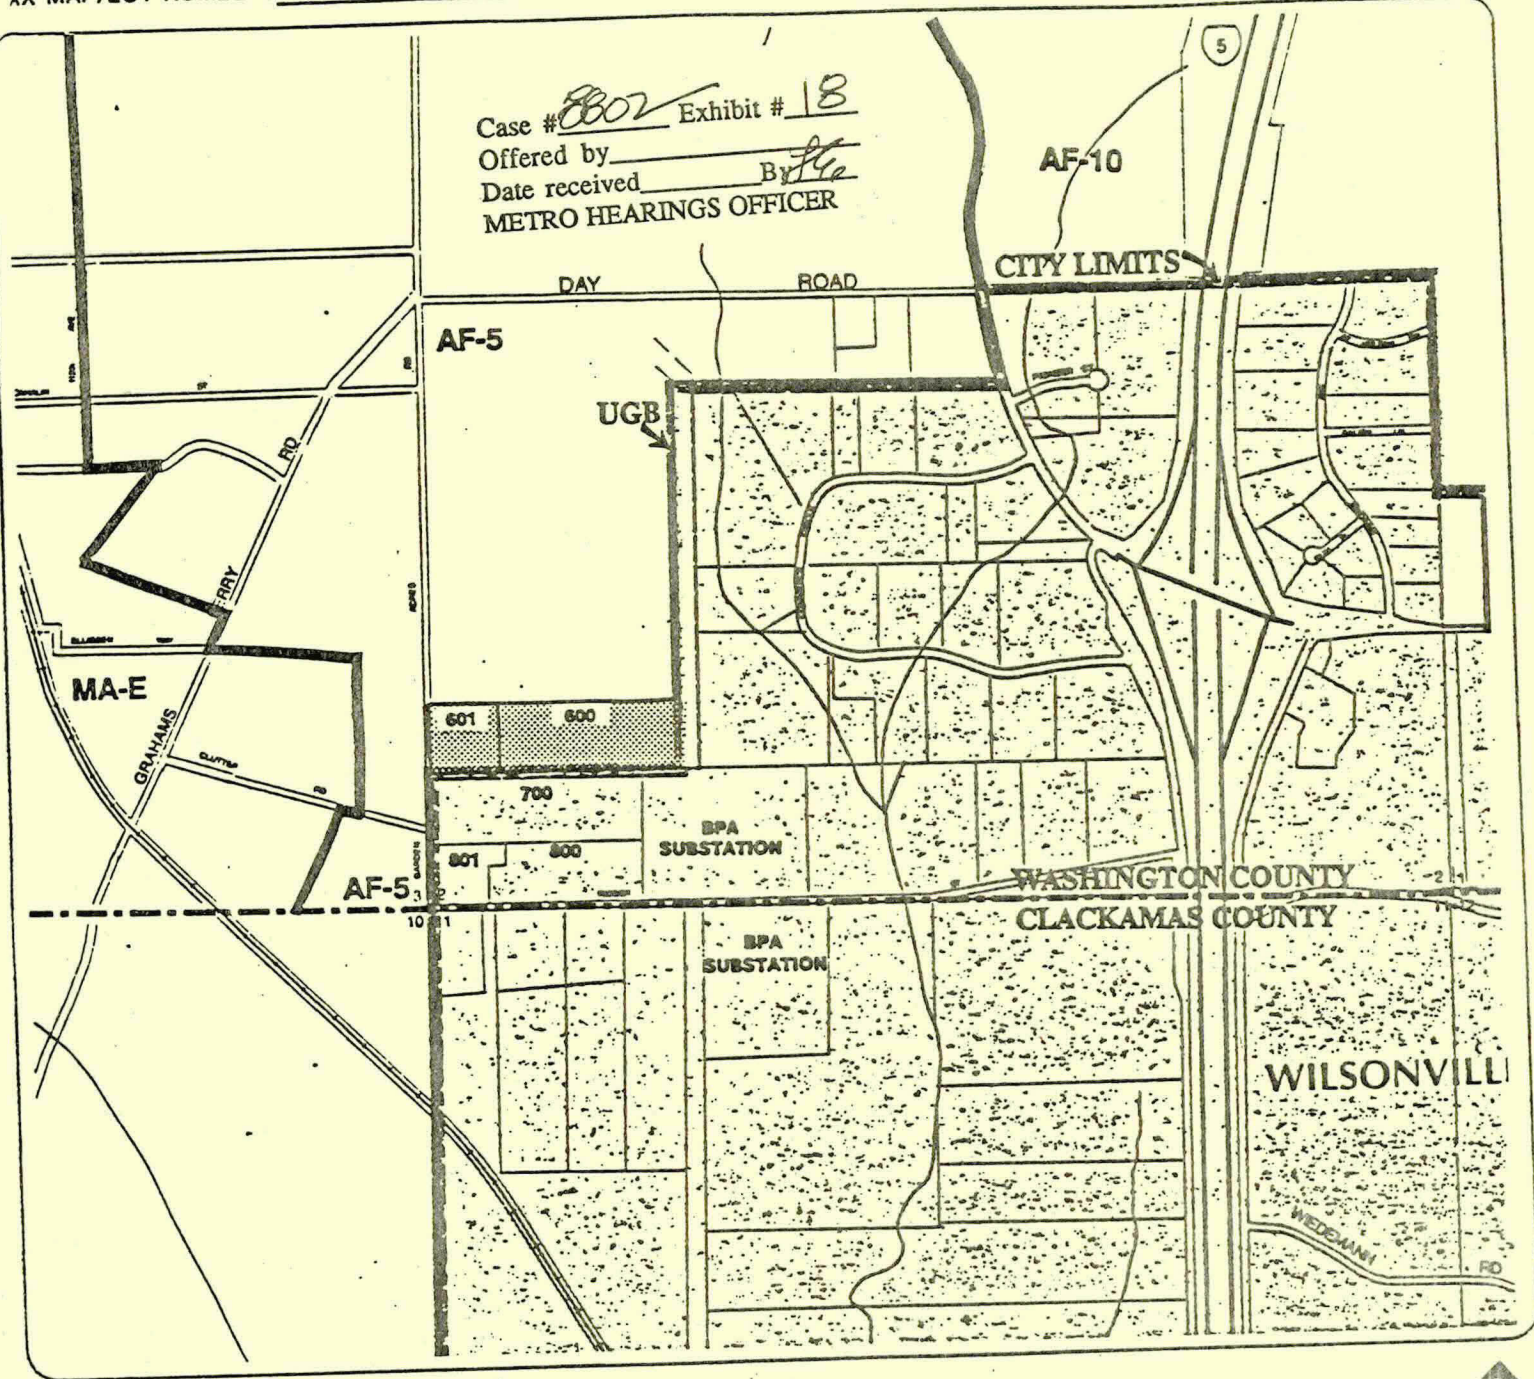 Case # 8802 Exhibit # 18
Offered by
Date received By
METRO HEARINGS OFFICER
5
AF-10
CITY LIMITS
DAY ROAD
AF-5
UGB
RD
RRY
MA-E
GRAHAMS
601 600
700
BPA
SUBSTATION
801 800
AF-5
WASHINGTON COUNTY
CLACKAMAS COUNTY
10 11
BPA
SUBSTATION
WILSONVILL
WIEDEMANN
RD